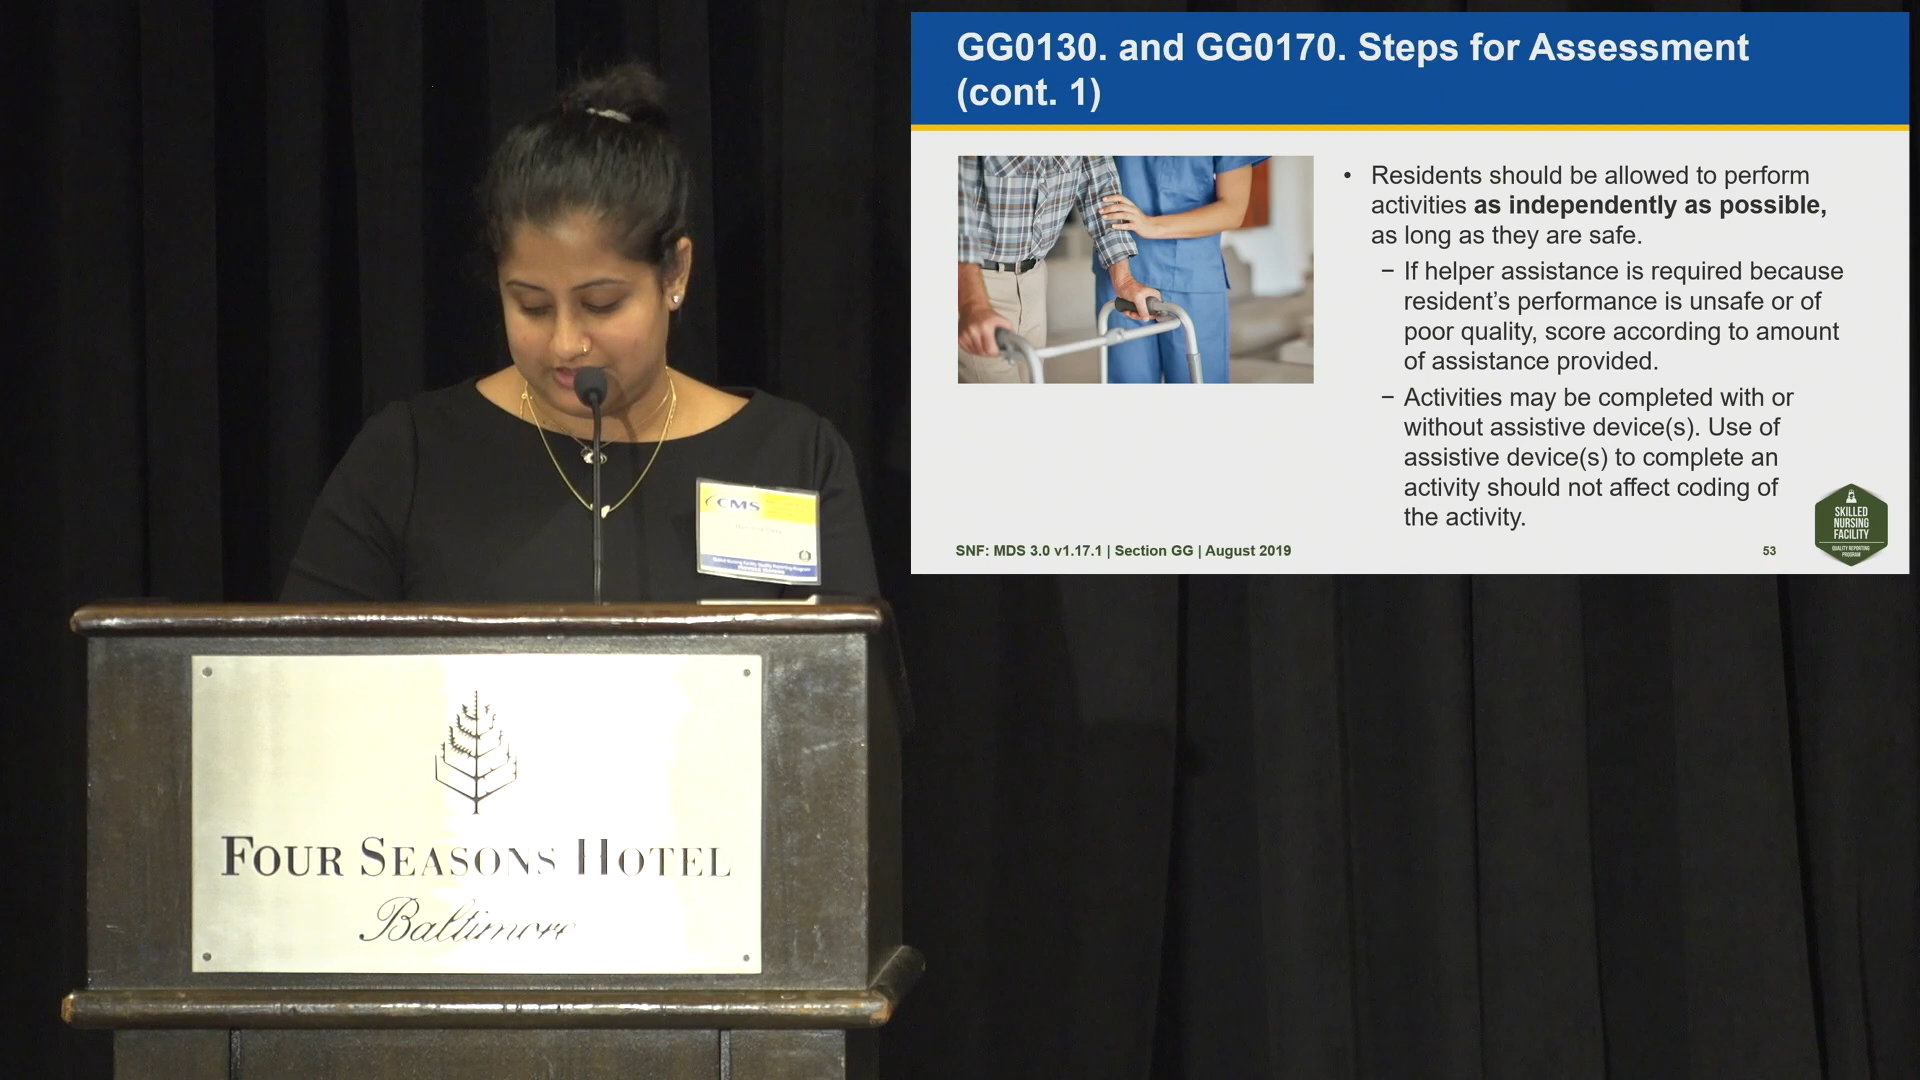 GG0130. and GG0170. Steps for Assessment
(cont. 1)
• Residents should be allowed to perform
activities as independently as possible,
as long as they are safe.
− If helper assistance is required because
resident’s performance is unsafe or of
poor quality, score according to amount
of assistance provided.
− Activities may be completed with or
without assistive device(s). Use of
assistive device(s) to complete an
activity should not affect coding of
the activity.
SNF: MDS 3.0 v1.17.1 | Section GG | August 2019
53
SKILLED
NURSING
FACILITY
QUALITY REPORTING
PROGRAM
CMS
FOUR SEASONS HOTEL
Baltimore